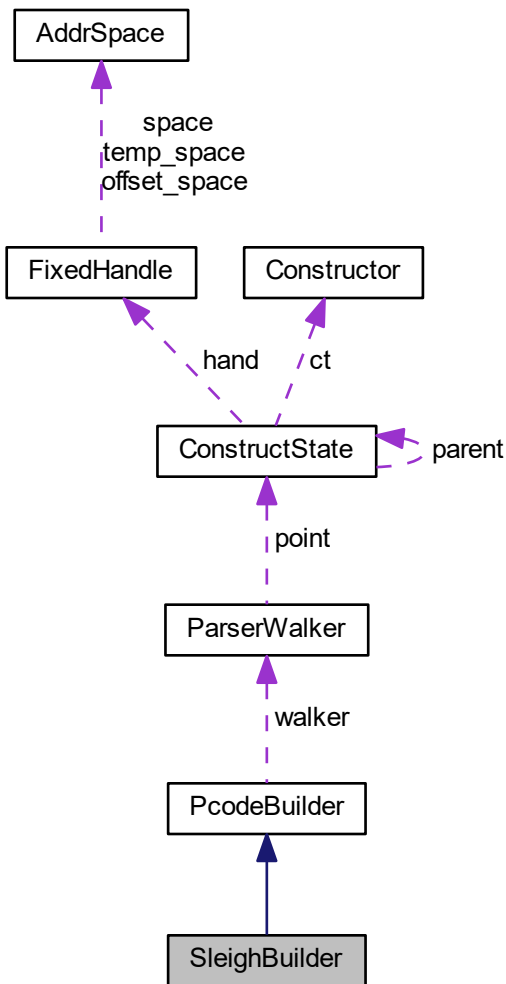 AddrSpace
space
temp_space
offset_space
FixedHandle
Constructor
hand
ct
ConstructState
parent
point
ParserWalker
walker
PcodeBuilder
SleighBuilder